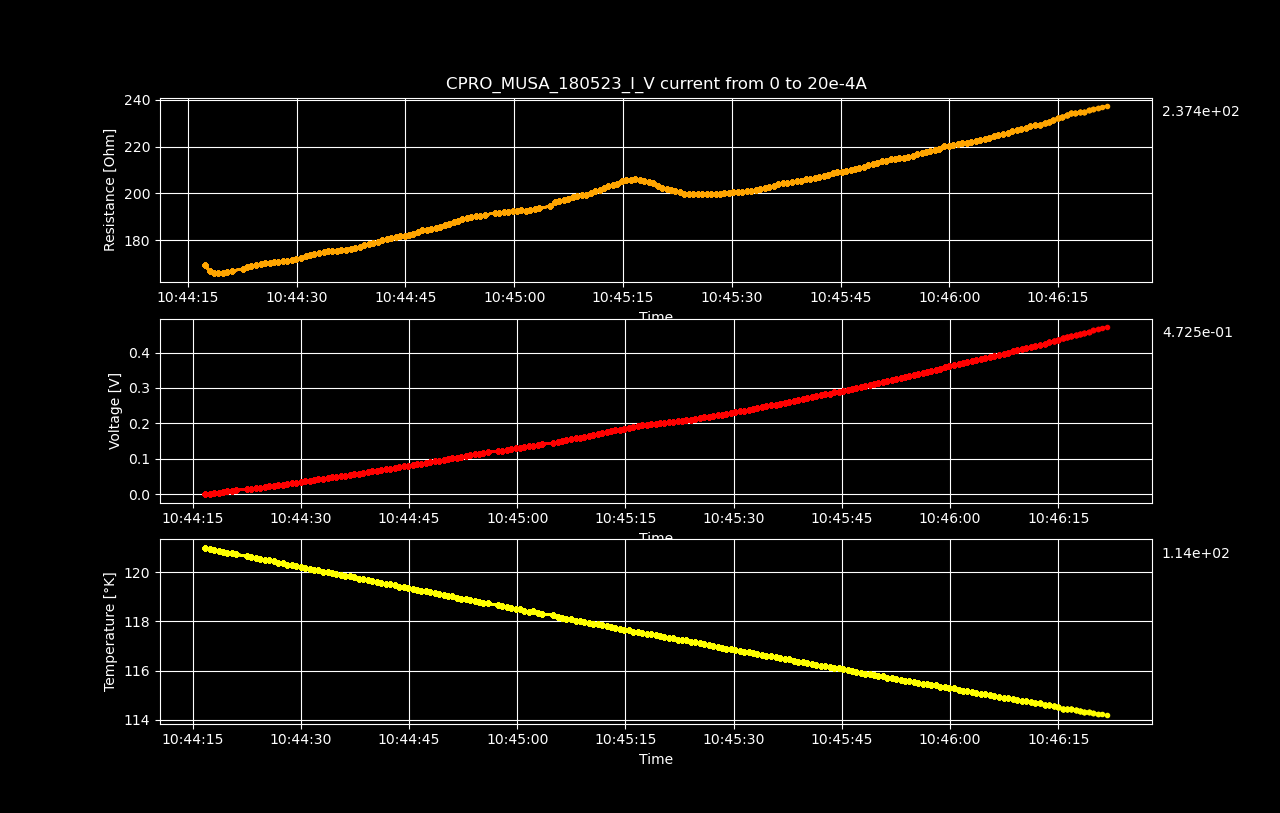 CPRO_MUSA_180523_I_V current from 0 to 20e-4A
240
220
200
180
Resistance [Ohm]
2.374e+02
10:44:15 10:44:30 10:44:45 10:45:00 10:45:15 10:45:30 10:45:45 10:46:00 10:46:15
Time
0.4
0.3
0.2
0.1
0.0
Voltage [V]
4.725e-01
10:44:15 10:44:30 10:44:45 10:45:00 10:45:15 10:45:30 10:45:45 10:46:00 10:46:15
Time
120
118
116
114
Temperature [°K]
1.14e+02
10:44:15 10:44:30 10:44:45 10:45:00 10:45:15 10:45:30 10:45:45 10:46:00 10:46:15
Time